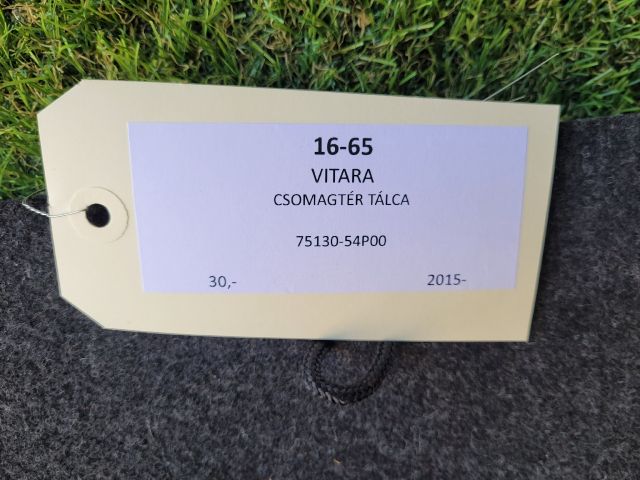 16-65
VITARA
CSOMAGTÉR TÁLCA
75130-54P00
30,- 2015-